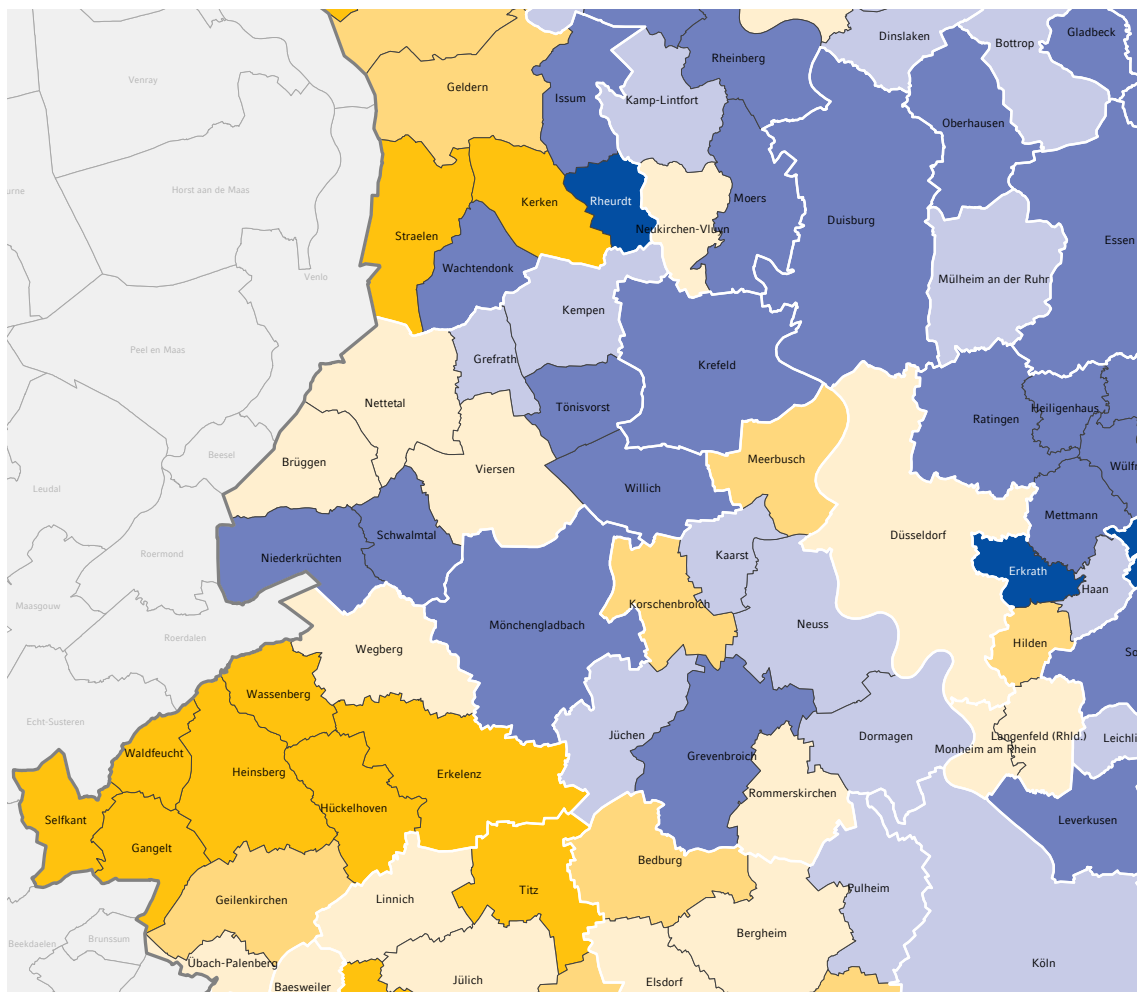 Dinslaken
Bottrop
Gladbeck
Rheinberg
Venray
Geldern
Issum
Kamp-Lintfort
Oberhausen
urne
Horst aan de Maas
Kerken
Rheurdt
Moers
Duisburg
Neukirchen-Vluyn
Straelen
Essen
Wachtendonk
Venlo
Mülheim an der Ruhr
Kempen
Peel en Maas
Grefrath
Krefeld
Nettetal
Tönisvorst
Heiligenhaus
Ratingen
Beesel
Brüggen
Viersen
Meerbusch
Wülfr
Leudal
Willich
Mettmann
Schwalmtal
Düsseldorf
Roermond
Niederkrüchten
Kaarst
Erkrath
Haan
Maasgouw
Korschenbroich
Roerdalen
Mönchengladbach
Neuss
Hilden
Wegberg
So
Wassenberg
Echt-Susteren
Jüchen
Dormagen
Langenfeld (Rhld.)
Leichli
Monheim am Rhein
Waldfeucht
Grevenbroich
Heinsberg
Erkelenz
Rommerskirchen
Hückelhoven
Selfkant
Leverkusen
Gangelt
Bedburg
Titz
Pulheim
Geilenkirchen
Linnich
Bergheim
Brunssum
Beekdaelen
Übach-Palenberg
Köln
Jülich
Elsdorf
Baesweiler